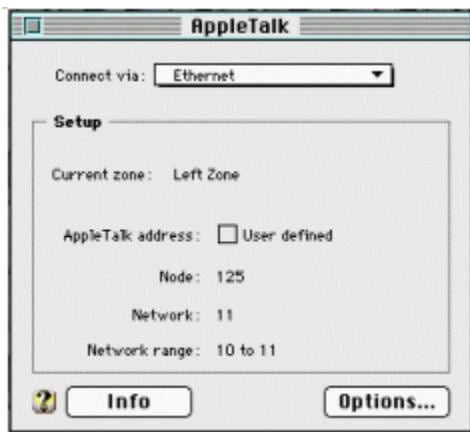 AppleTalk
Connect via: Ethernet
Setup
Current zone: Left Zone
AppleTalk address: User defined
Node: 125
Network: 11
Network range: 10 to 11
? Info Options...